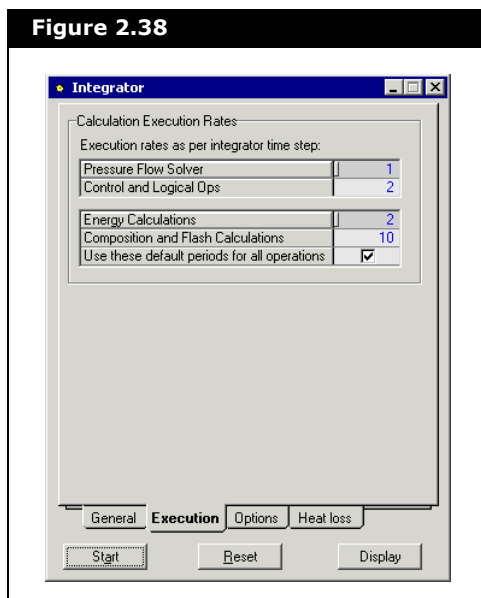 Figure 2.38
Integrator
Calculation Execution Rates
Execution rates as per integrator time step:
Pressure Flow Solver 1
Control and Logical Ops 2
Energy Calculations 2
Composition and Flash Calculations 10
Use these default periods for all operations
General Execution Options Heat loss
Start Reset Display